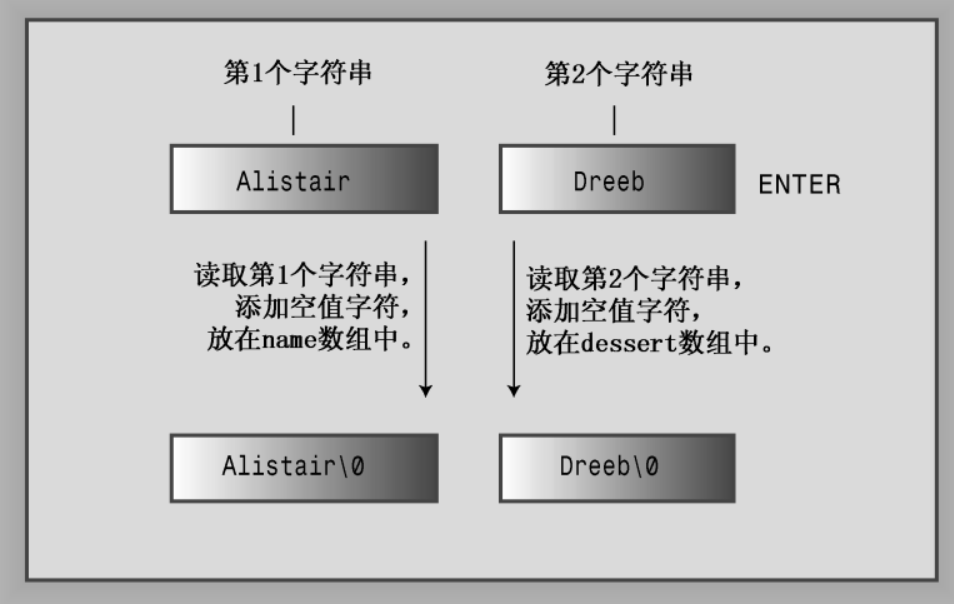 第1个字符串
第2个字符串
Alistair
Dreeb
ENTER
读取第1个字符串，
添加空值字符，
放在name数组中。
读取第2个字符串，
添加空值字符，
放在dessert数组中。
Alistair\0
Dreeb\0